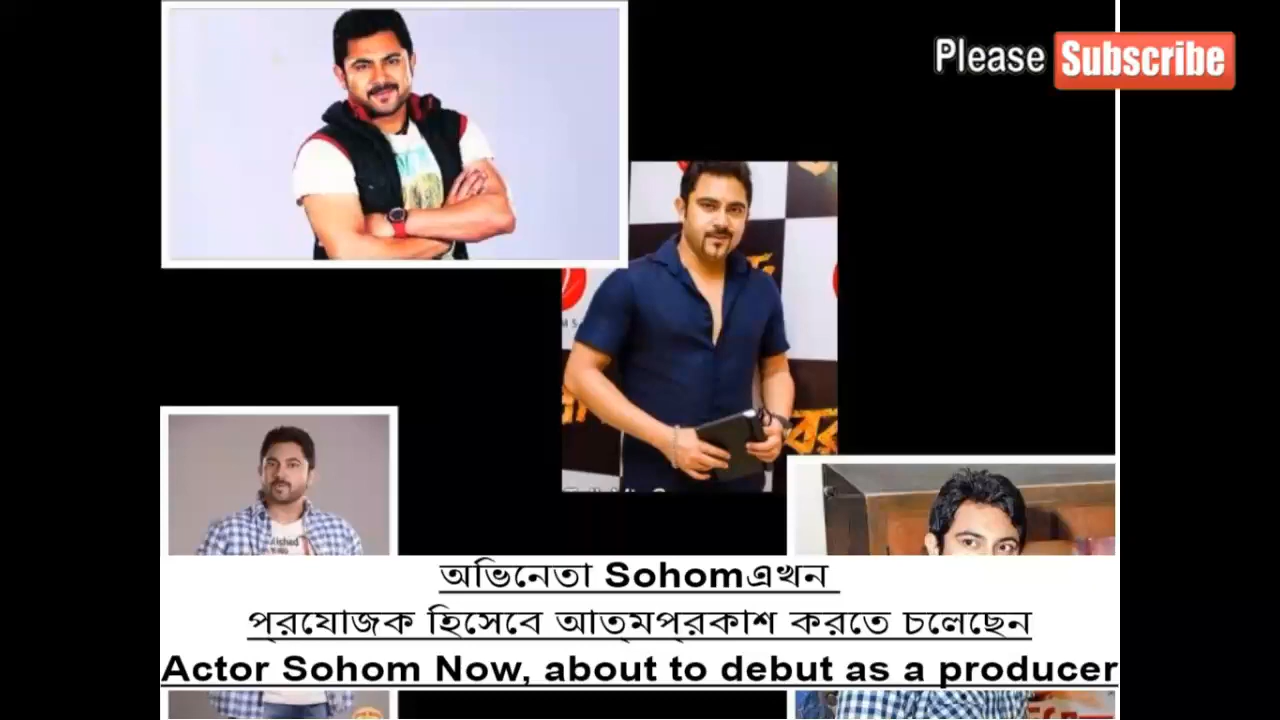 Please Subscribe
অভিনেতা Sohomএখন
প্রযোজক হিসেবে আত্মপ্রকাশ করতে চলেছেন
Actor Sohom Now, about to debut as a producer